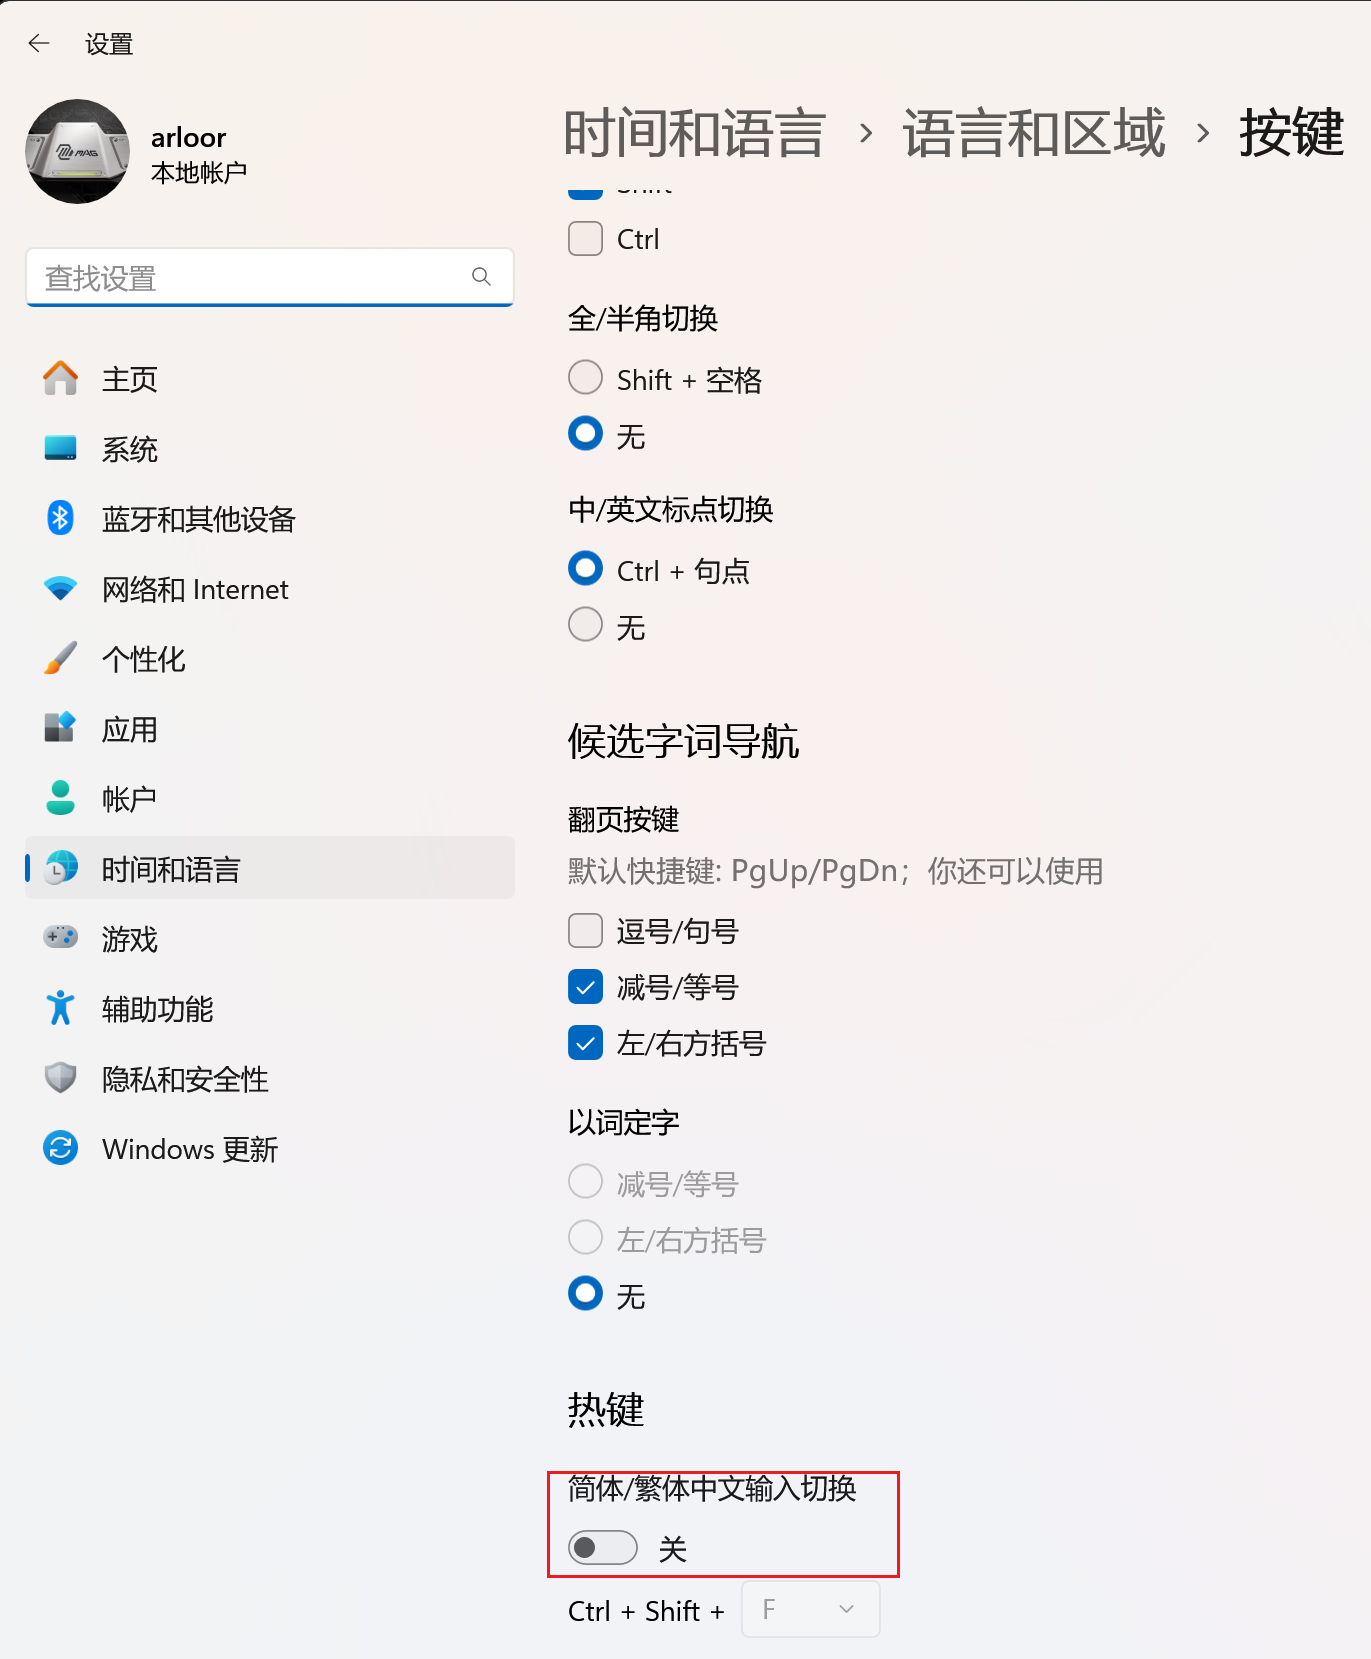 设置
arloor
本地帐户
MAG
查找设置
主页
系统
蓝牙和其他设备
网络和 Internet
个性化
应用
帐户
时间和语言
游戏
辅助功能
隐私和安全性
Windows 更新
时间和语言 › 语言和区域 › 按键
Shift
Ctrl
全/半角切换
Shift + 空格
无
中/英文标点切换
Ctrl + 句点
无
候选字词导航
翻页按键
默认快捷键: PgUp/PgDn；你还可以使用
逗号/句号
减号/等号
左/右方括号
以词定字
减号/等号
左/右方括号
无
热键
简体/繁体中文输入切换
关
Ctrl + Shift + F